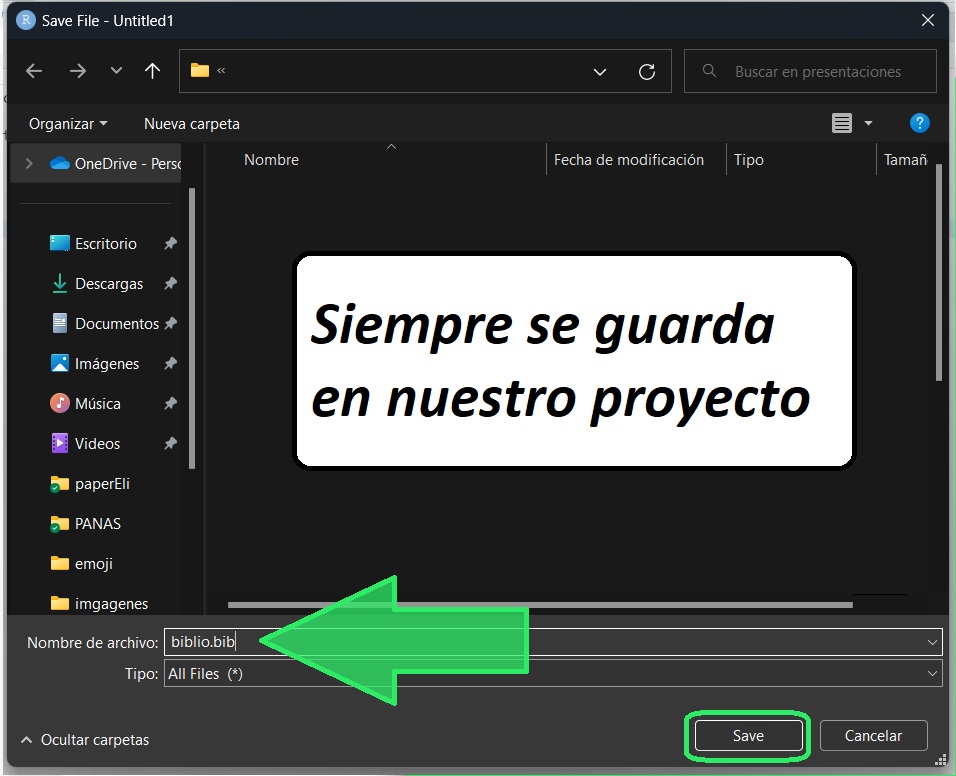 R Save File - Untitled1
«
Buscar en presentaciones
Organizar
Nueva carpeta
?
OneDrive - Perso
Nombre
Fecha de modificación
Tipo
Tamañ
Escritorio
Descargas
Documentos
Imágenes
Música
Videos
paperEli
PANAS
emoji
imgagenes
Siempre se guarda
en nuestro proyecto
Nombre de archivo: biblio.bib
Tipo: All Files (*)
Ocultar carpetas
Save
Cancelar